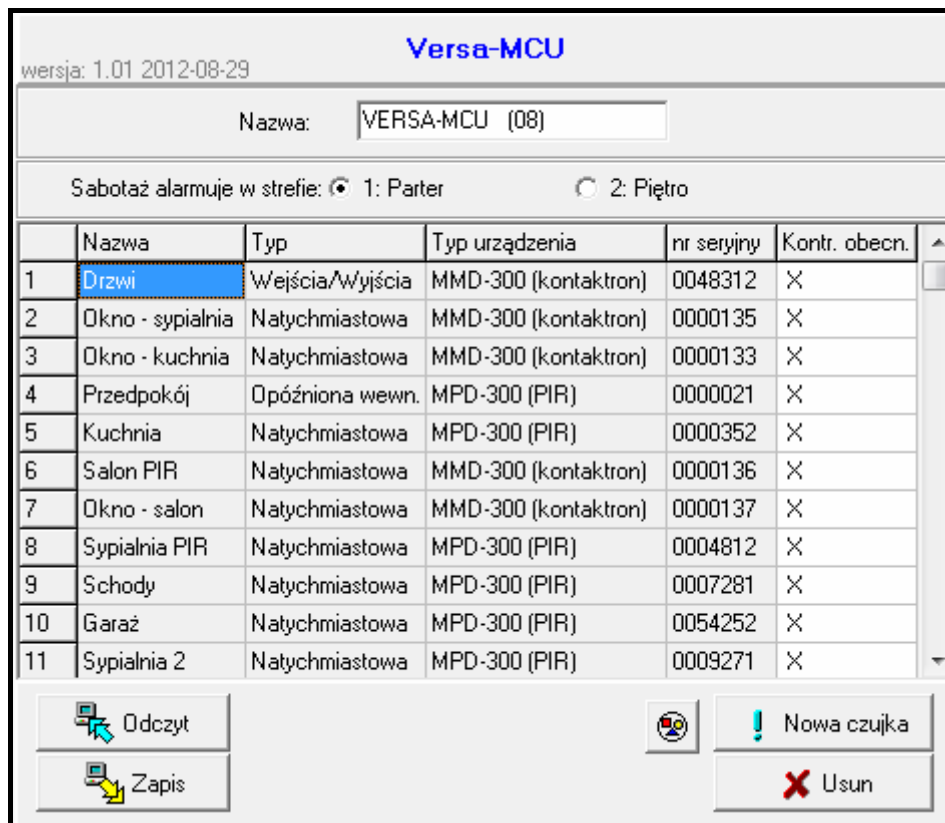 Versa-MCU
wersja: 1.01 2012-08-29
Nazwa: VERSA-MCU (08)
Sabotaż alarmuje w strefie: 1: Parter 2: Piętro
Nazwa Typ Typ urządzenia nr seryjny Kontr. obecn.
1 Drzwi Wejścia/Wyjścia MMD-300 (kontaktron) 0048312 X
2 Okno - sypialnia Natychmiastowa MMD-300 (kontaktron) 0000135 X
3 Okno - kuchnia Natychmiastowa MMD-300 (kontaktron) 0000133 X
4 Przedpokój Opóźniona wewn. MPD-300 (PIR) 0000021 X
5 Kuchnia Natychmiastowa MPD-300 (PIR) 0000352 X
6 Salon PIR Natychmiastowa MMD-300 (kontaktron) 0000136 X
7 Okno - salon Natychmiastowa MMD-300 (kontaktron) 0000137 X
8 Sypialnia PIR Natychmiastowa MPD-300 (PIR) 0004812 X
9 Schody Natychmiastowa MPD-300 (PIR) 0007281 X
10 Garaż Natychmiastowa MPD-300 (PIR) 0054252 X
11 Sypialnia 2 Natychmiastowa MPD-300 (PIR) 0009271 X
Odczyt Nowa czujka
Zapis Usun